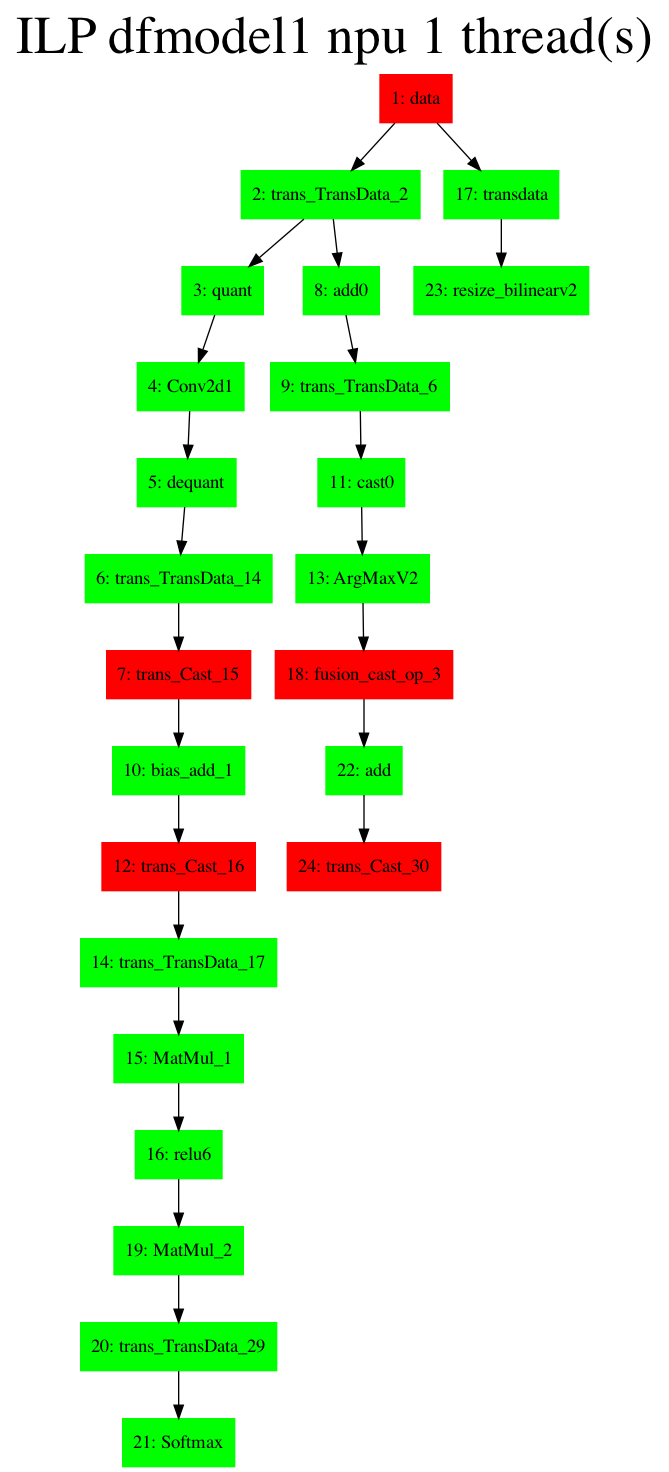 ILP dfmodel1 npu 1 thread(s)
1: data
2: trans_TransData_2
17: transdata
3: quant
8: add0
23: resize_bilinearv2
4: Conv2d1
9: trans_TransData_6
5: dequant
11: cast0
6: trans_TransData_14
13: ArgMaxV2
7: trans_Cast_15
18: fusion_cast_op_3
10: bias_add_1
22: add
12: trans_Cast_16
24: trans_Cast_30
14: trans_TransData_17
15: MatMul_1
16: relu6
19: MatMul_2
20: trans_TransData_29
21: Softmax